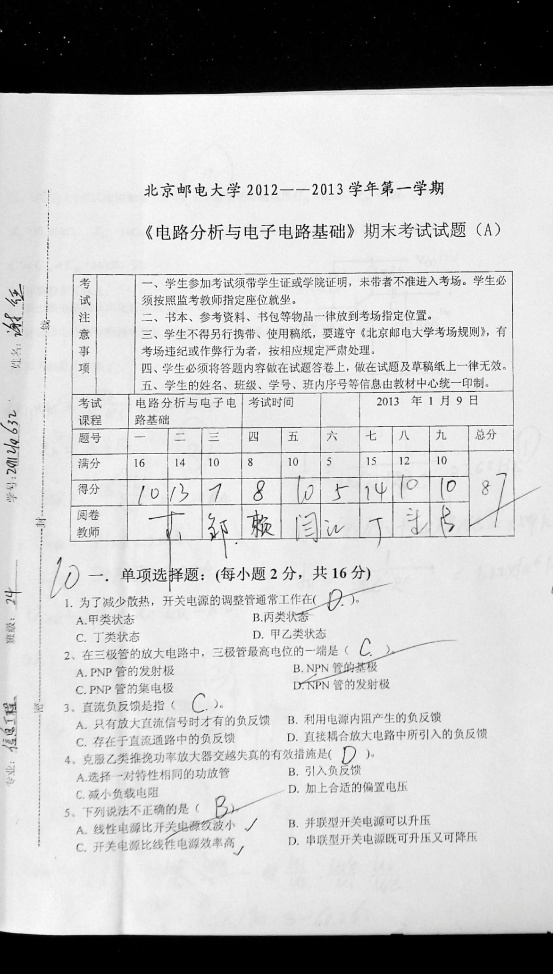 北京邮电大学2012——2013学年第一学期
《电路分析与电子电路基础》期末考试试题（A）
考试注意事项
一、学生参加考试须带学生证或学院证明，未带者不准进入考场。学生必
须按照监考教师指定座位就坐。
二、书本、参考资料、书包等物品一律放到考场指定位置。
三、学生不得另行携带、使用稿纸，要遵守《北京邮电大学考场规则》，有
考场违纪或作弊行为者，按相应规定严肃处理。
四、学生必须将答题内容做在试题答卷上，做在试题及草稿纸上一律无效。
五、学生的姓名、班级、学号、班内序号等信息由教材中心统一印制。
考试课程 电路分析与电子电路基础 考试时间 2013 年 1 月 9 日
题号 一 二 三 四 五 六 七 八 九 总分
满分 16 14 10 8 10 5 15 12 10
得分 10 13 7 8 10 5 14 10 10 87
阅卷教师
10 一．单项选择题：(每小题2分，共16分)
1. 为了减少散热，开关电源的调整管通常工作在( D. )。
A.甲类状态 B.丙类状态
C. 丁类状态 D. 甲乙类状态
2、在三极管的放大电路中，三极管最高电位的一端是（ C. ）。
A. PNP 管的发射极 B. NPN 管的基极
C. PNP 管的集电极 D. NPN 管的发射极
3、直流负反馈是指（ C. ）。
A. 只有放大直流信号时才有的负反馈 B. 利用电源内阻产生的负反馈
C. 存在于直流通路中的负反馈 D. 直接耦合放大电路中所引入的负反馈
4、克服乙类推挽功率放大器交越失真的有效措施是( D )。
A.选择一对特性相同的功放管 B. 引入负反馈
C. 减小负载电阻 D. 加上合适的偏置电压
5、下列说法不正确的是（ B ）
A. 线性电源比开关电源纹波小 B. 并联型开关电源可以升压
C. 开关电源比线性电源效率高 D. 串联型开关电源既可升压又可降压
姓名：
学号：
班级：24
专业：信息工程
线
封
密